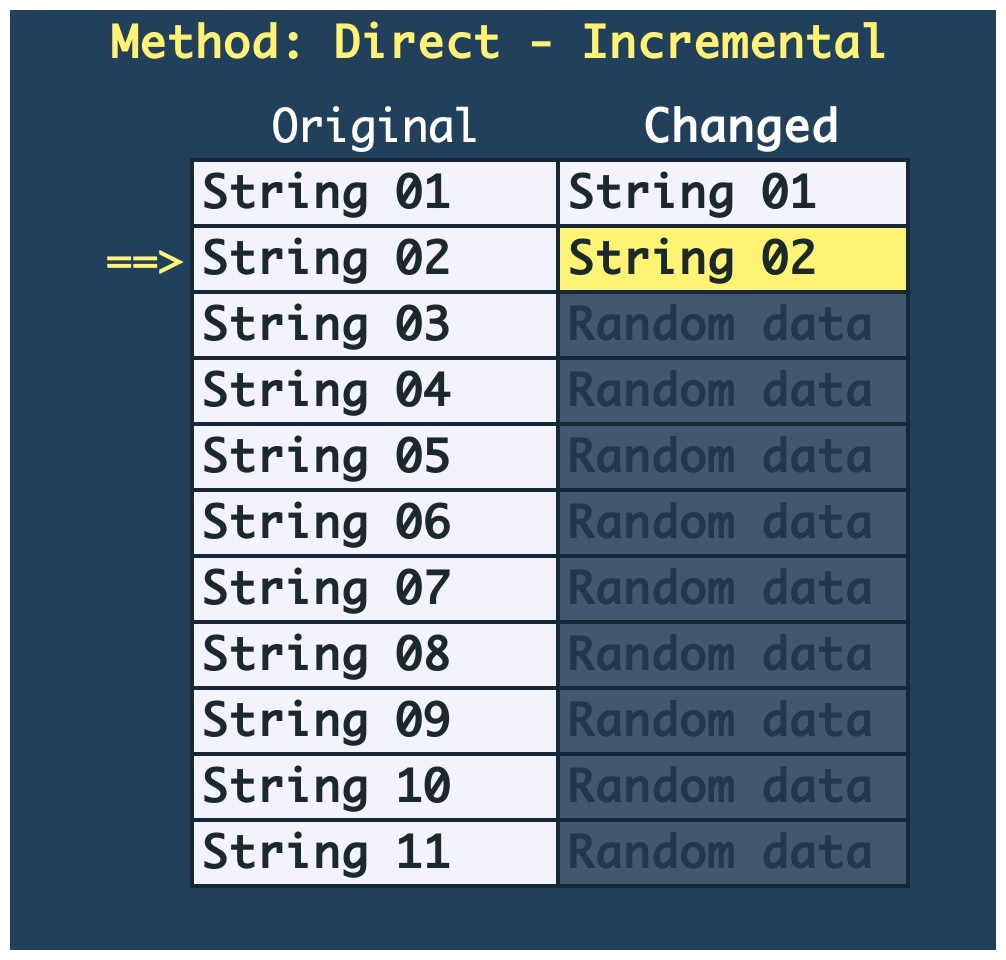 Method: Direct - Incremental
Original Changed
String 01 String 01
==> String 02 String 02
String 03 Random data
String 04 Random data
String 05 Random data
String 06 Random data
String 07 Random data
String 08 Random data
String 09 Random data
String 10 Random data
String 11 Random data